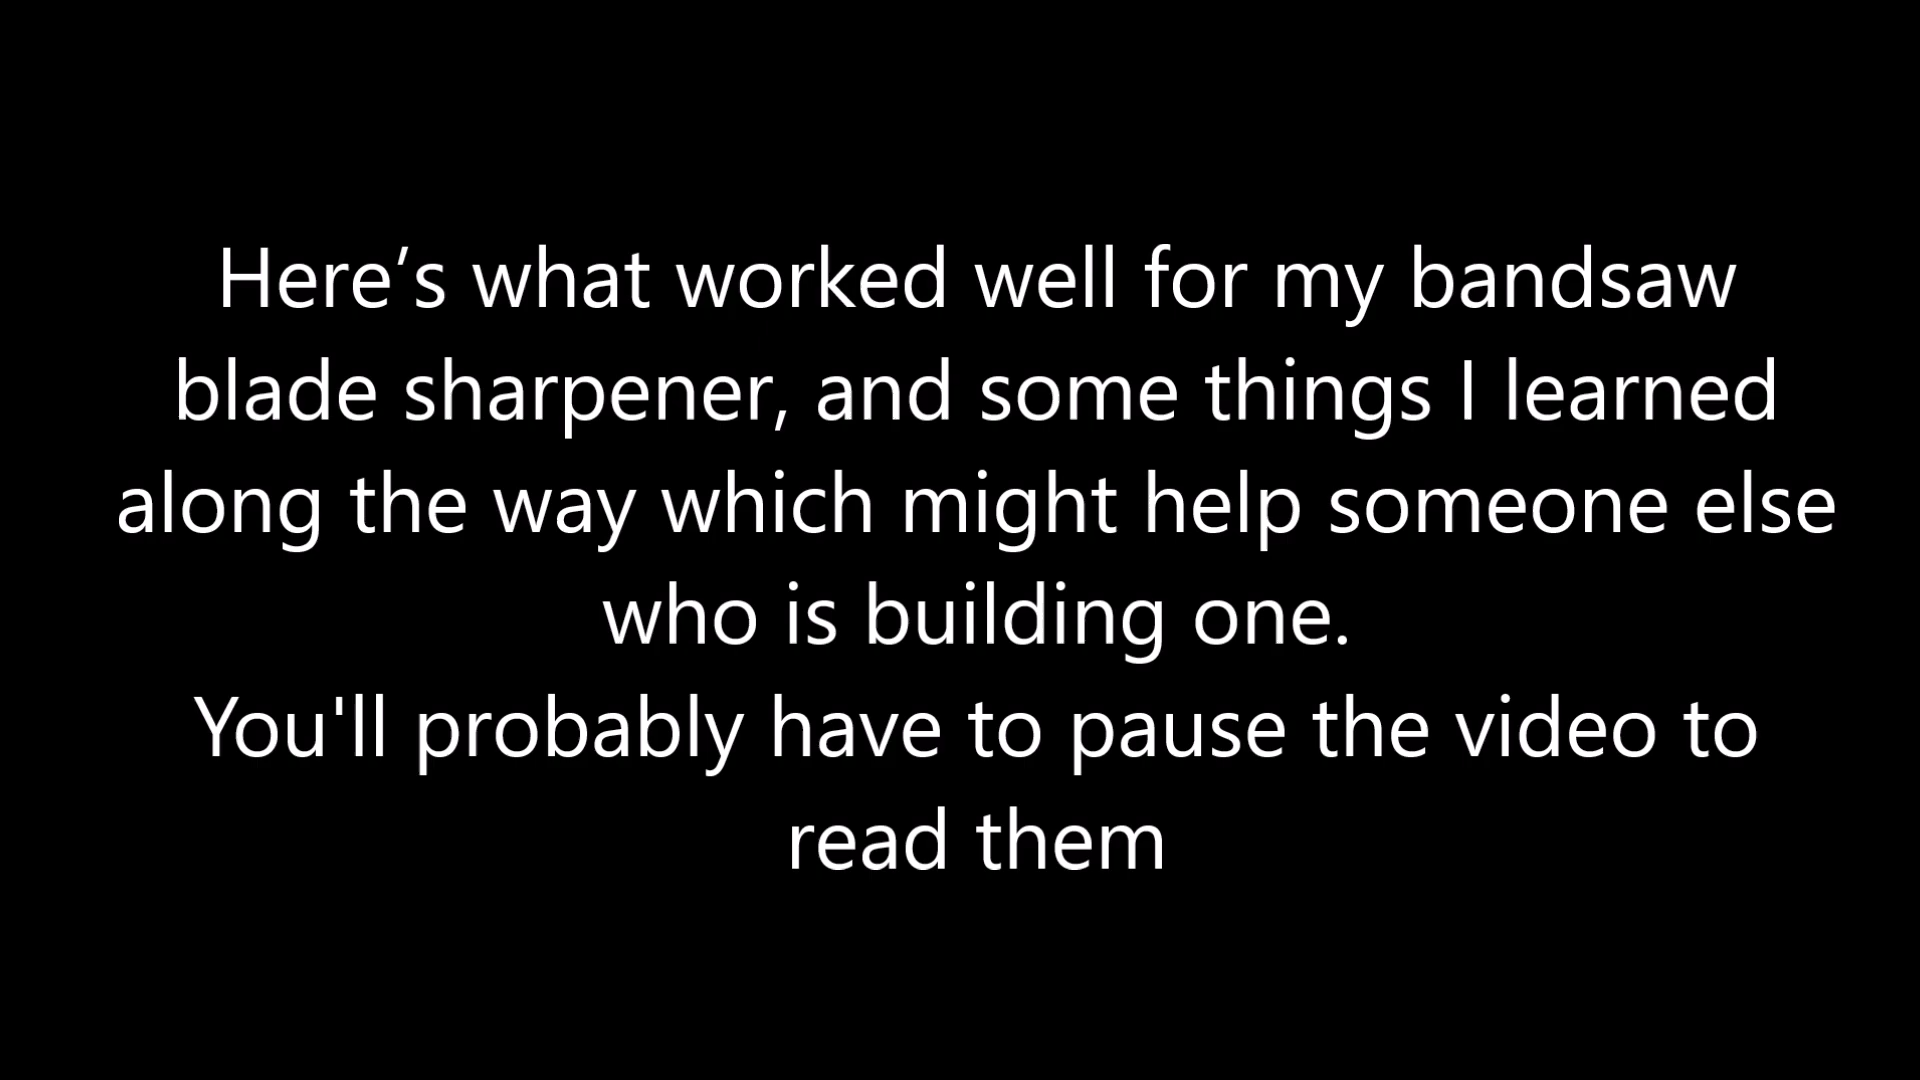 Here’s what worked well for my bandsaw
blade sharpener, and some things I learned
along the way which might help someone else
who is building one.
You'll probably have to pause the video to
read them